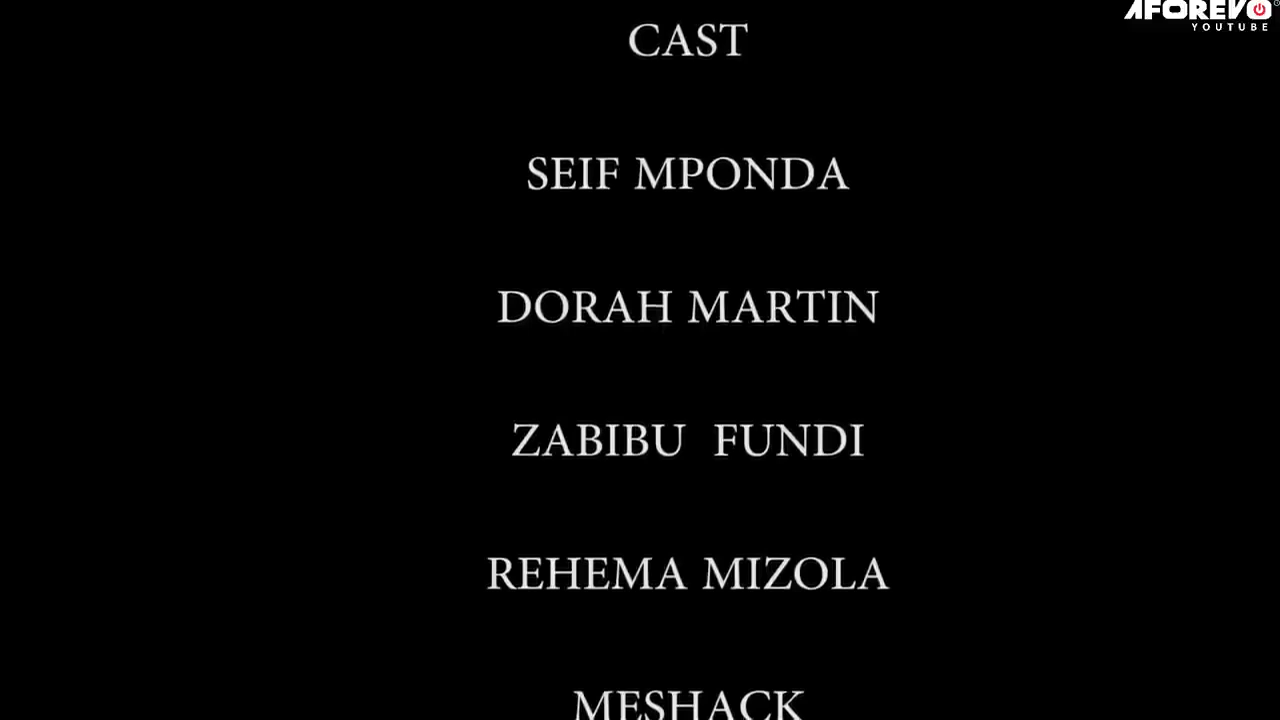 AFOREVO
YOUTUBE
CAST
SEIF MPONDA
DORAH MARTIN
ZABIBU FUNDI
REHEMA MIZOLA
MESHACK